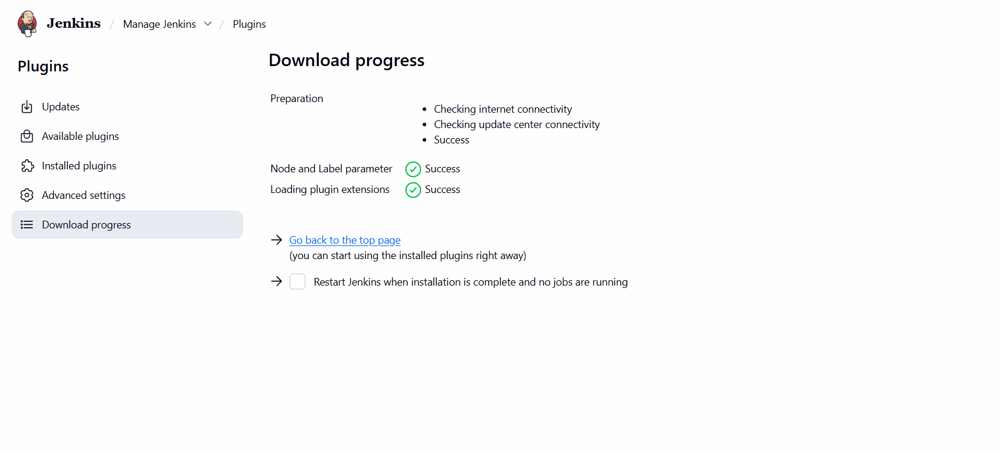 Jenkins / Manage Jenkins / Plugins
Plugins
Updates
Available plugins
Installed plugins
Advanced settings
Download progress
Download progress
Preparation
Checking internet connectivity
Checking update center connectivity
Success
Node and Label parameter Success
Loading plugin extensions Success
Go back to the top page
(you can start using the installed plugins right away)
Restart Jenkins when installation is complete and no jobs are running